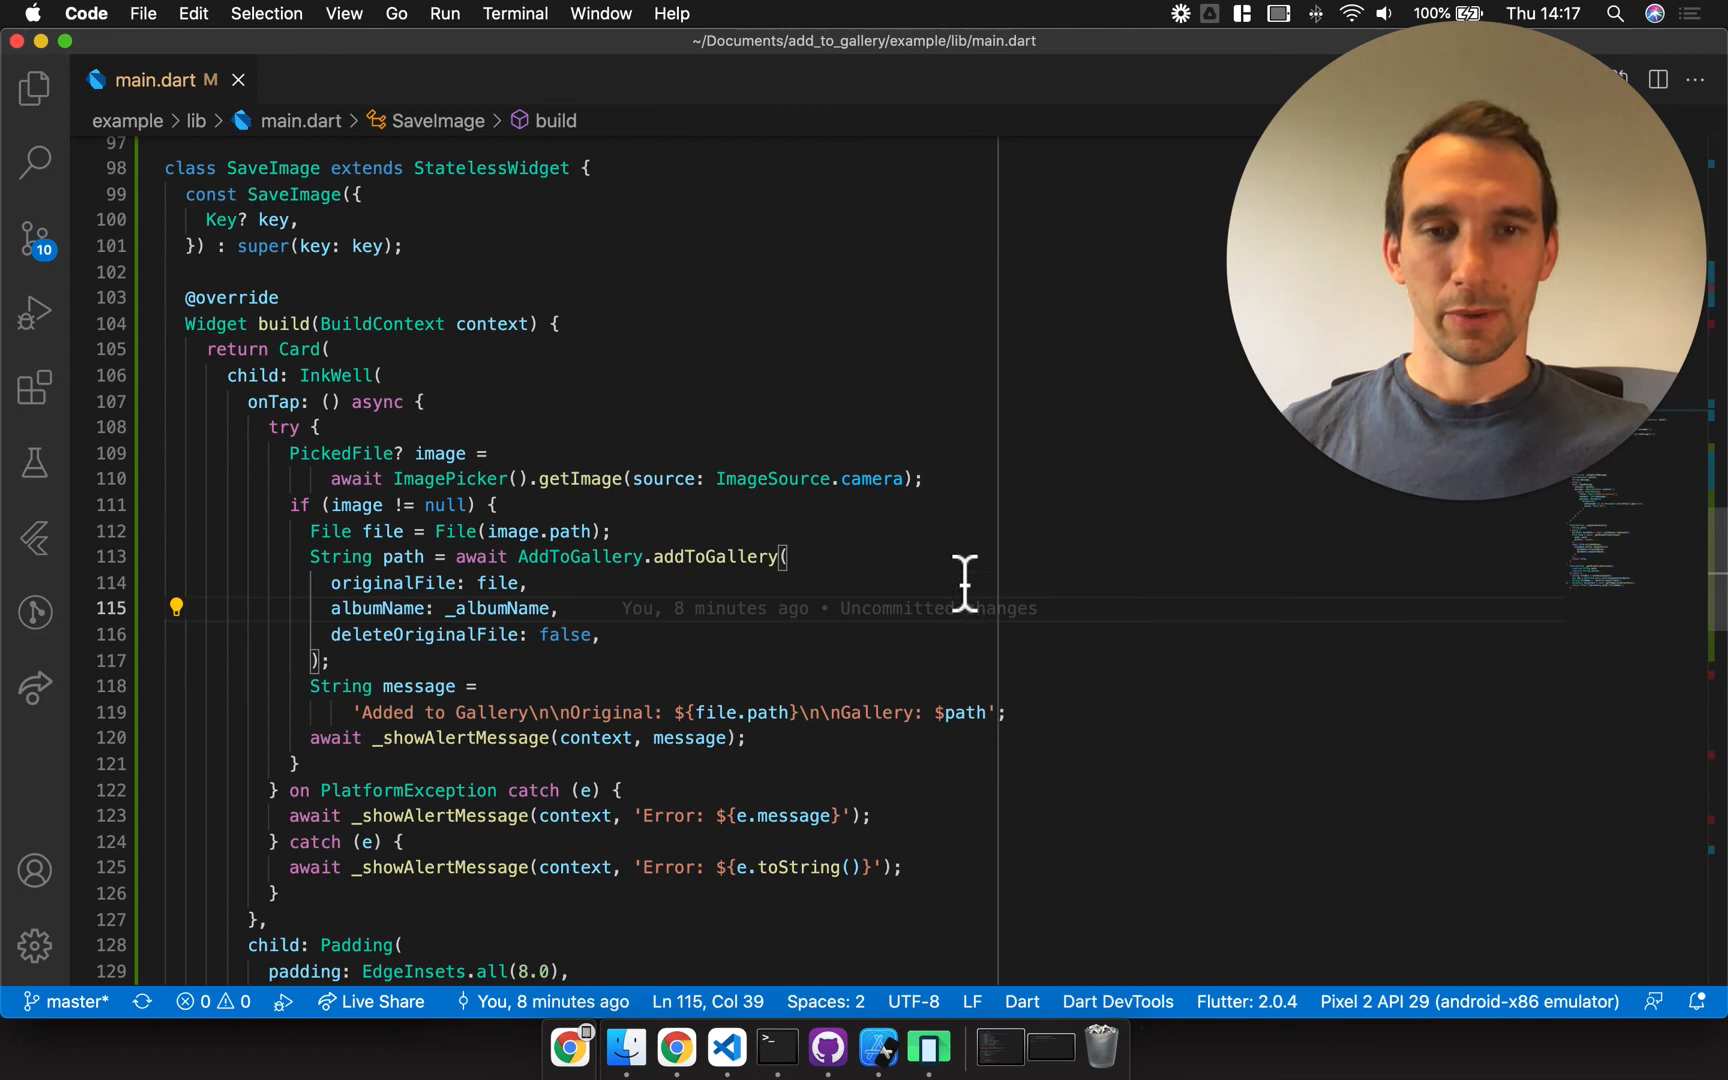 Code File Edit Selection View Go Run Terminal Window Help 100% Thu 14:17
~/Documents/add_to_gallery/example/lib/main.dart
main.dart M
example > lib > main.dart > SaveImage > build
97
98 class SaveImage extends StatelessWidget {
99 const SaveImage({
100 Key? key,
101 }) : super(key: key);
102
103 @override
104 Widget build(BuildContext context) {
105 return Card(
106 child: InkWell(
107 onTap: () async {
108 try {
109 PickedFile? image =
110 await ImagePicker().getImage(source: ImageSource.camera);
111 if (image != null) {
112 File file = File(image.path);
113 String path = await AddToGallery.addToGallery(
114 originalFile: file,
115 albumName: _albumName, You, 8 minutes ago • Uncommitted changes
116 deleteOriginalFile: false,
117 );
118 String message =
119 'Added to Gallery\n\nOriginal: ${file.path}\n\nGallery: $path';
120 await _showAlertMessage(context, message);
121 }
122 } on PlatformException catch (e) {
123 await _showAlertMessage(context, 'Error: ${e.message}');
124 } catch (e) {
125 await _showAlertMessage(context, 'Error: ${e.toString()}');
126 }
127 },
128 child: Padding(
129 padding: EdgeInsets.all(8.0),
10
master* 0 0 Live Share You, 8 minutes ago Ln 115, Col 39 Spaces: 2 UTF-8 LF Dart Dart DevTools Flutter: 2.0.4 Pixel 2 API 29 (android-x86 emulator)